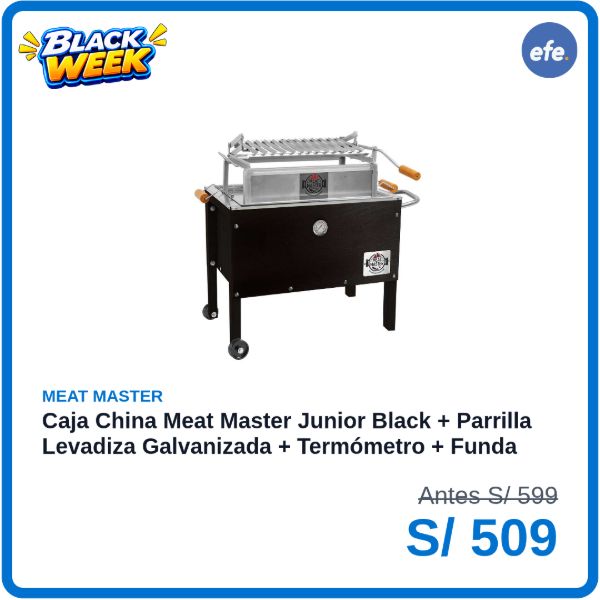 BLACK
WEEK
efe.
MEAT MASTER
Caja China Meat Master Junior Black + Parrilla
Levadiza Galvanizada + Termómetro + Funda
Antes S/ 599
S/ 509